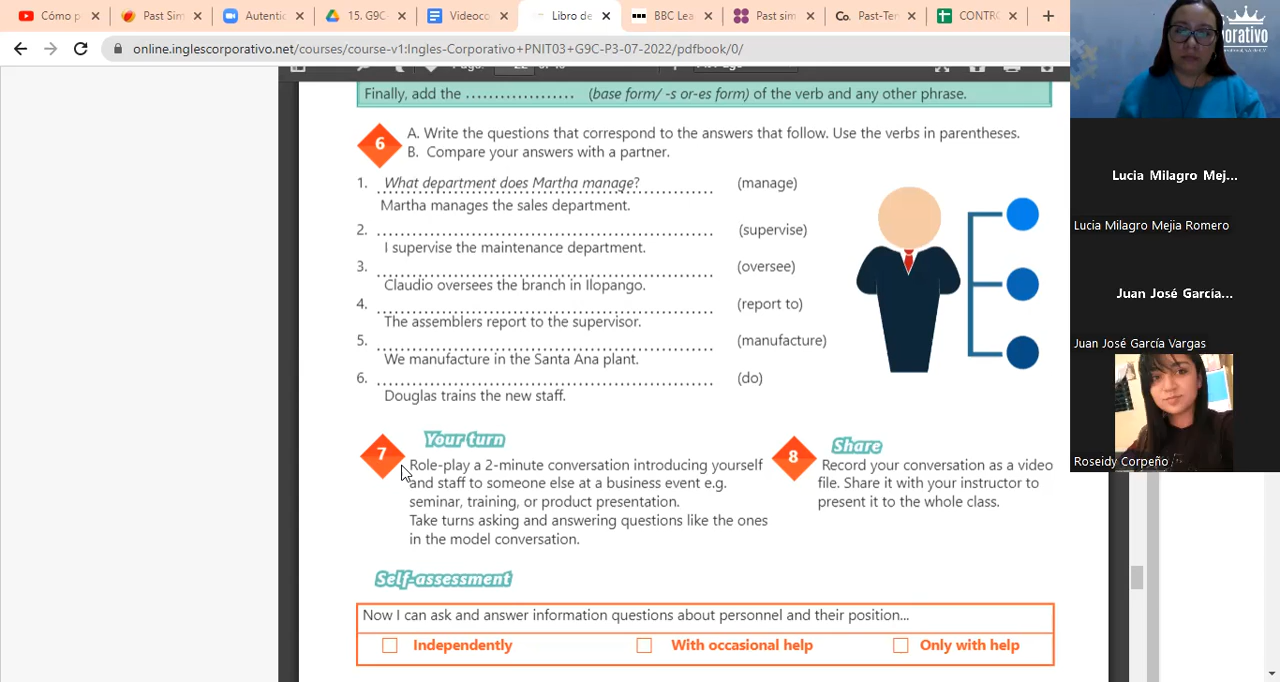 Cómo p
Past Sim
Autentic
15. G9C-
Videoco
Libro de
BBC Lea
Past sim
Past-Ter
CONTRO
online.inglescorporativo.net/courses/course-v1:Ingles-Corporativo+PNIT03+G9C-P3-07-2022/pdfbook/0/
Finally, add the ................... (base form/ -s or-es form) of the verb and any other phrase.
6
A. Write the questions that correspond to the answers that follow. Use the verbs in parentheses.
B. Compare your answers with a partner.
1. What department does Martha manage? (manage)
Martha manages the sales department.
2. (supervise)
I supervise the maintenance department.
3. (oversee)
Claudio oversees the branch in Ilopango.
4. (report to)
The assemblers report to the supervisor.
5. (manufacture)
We manufacture in the Santa Ana plant.
6. (do)
Douglas trains the new staff.
7 Your turn
Role-play a 2-minute conversation introducing yourself
and staff to someone else at a business event e.g.
seminar, training, or product presentation.
Take turns asking and answering questions like the ones
in the model conversation.
8 Share
Record your conversation as a video
file. Share it with your instructor to
present it to the whole class.
Self-assessment
Now I can ask and answer information questions about personnel and their position...
Independently
With occasional help
Only with help
orativo
Lucia Milagro Mej...
Lucia Milagro Mejia Romero
Juan José García...
Juan José García Vargas
Roseidy Corpeño